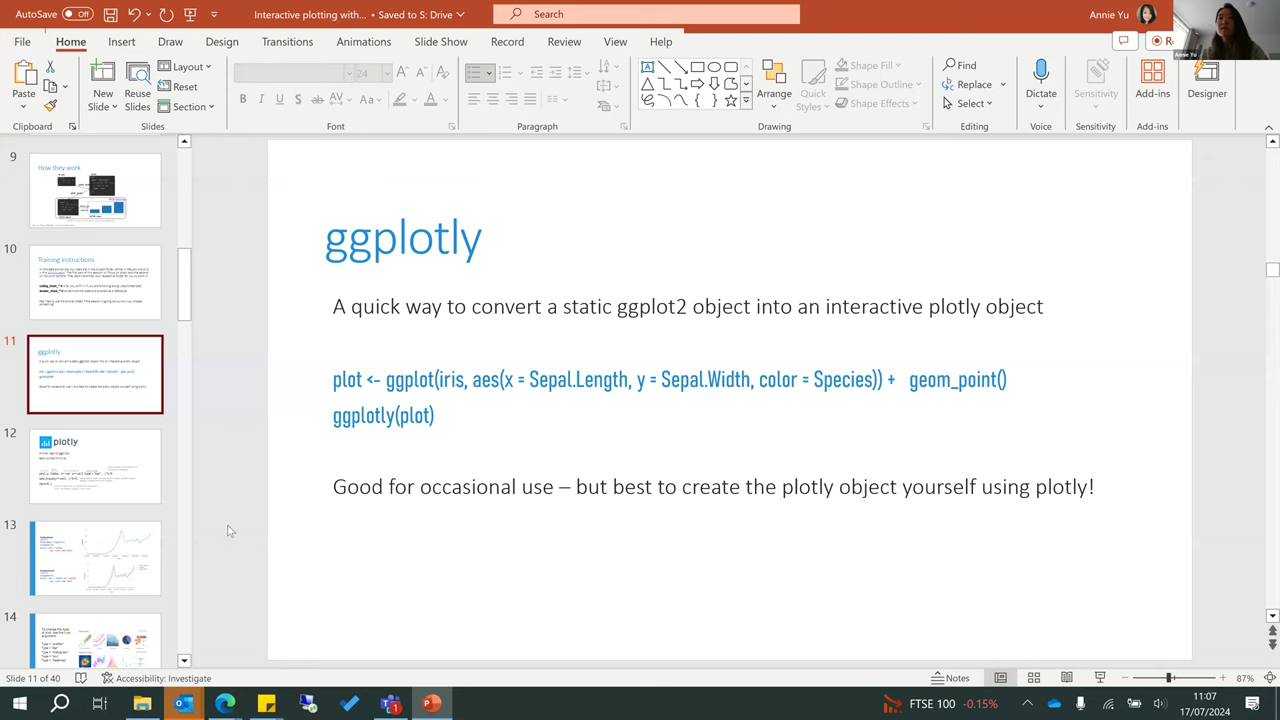 AutoSave Off Interactive plotting with... • Saved to S: Drive Search Annie Yu
Annie Yu
File Home Insert Draw Design Transitions Animations Slide Show Record Review View Help
Paste New Slide Reuse Slides Layout Reset Section 24 Arrange Quick Styles Shape Fill Shape Outline Shape Effects Find Replace Select Dictate Sensitivity Add-ins Designer
Clipboard Slides Font Paragraph Drawing Editing Voice Sensitivity Add-ins
9
How they work
10
Training instructions
11
ggplotly
12
plotly
13
14
ggplotly
A quick way to convert a static ggplot2 object into an interactive plotly object
plot <- ggplot(iris, aes(x = Sepal.Length, y = Sepal.Width, color = Species)) + geom_point()
ggplotly(plot)
Good for occasional use – but best to create the plotly object yourself using plotly!
Slide 11 of 40 Accessibility: Investigate Notes 87%
FTSE 100 -0.15% 11:07
17/07/2024